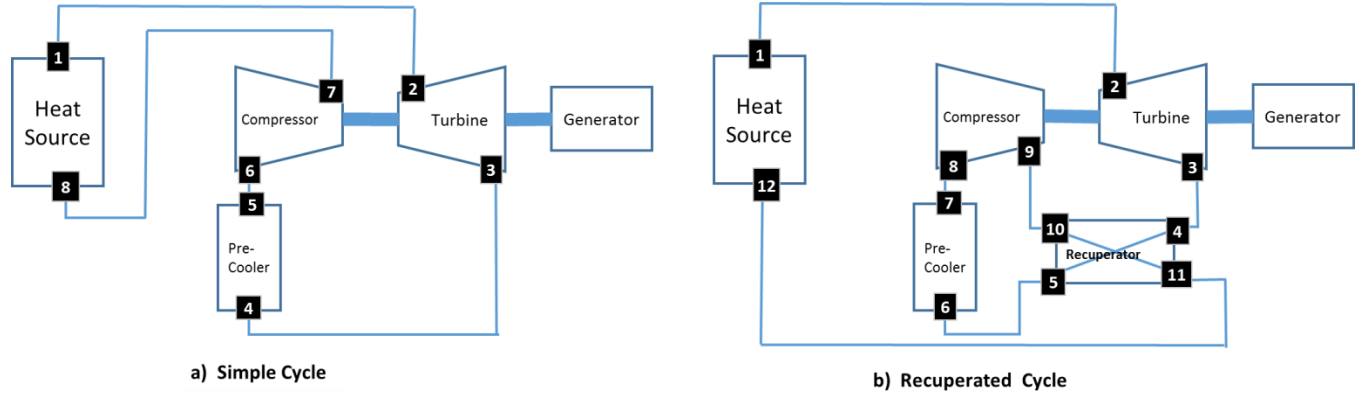 1
7
2
Heat
Source
Compressor
Turbine
Generator
6
3
8
5
Pre-
Cooler
4
a) Simple Cycle
1
2
Heat
Source
Compressor
Turbine
Generator
9
8
3
12
7
10
4
Pre-
Cooler
Recuperator
11
5
6
b) Recuperated Cycle